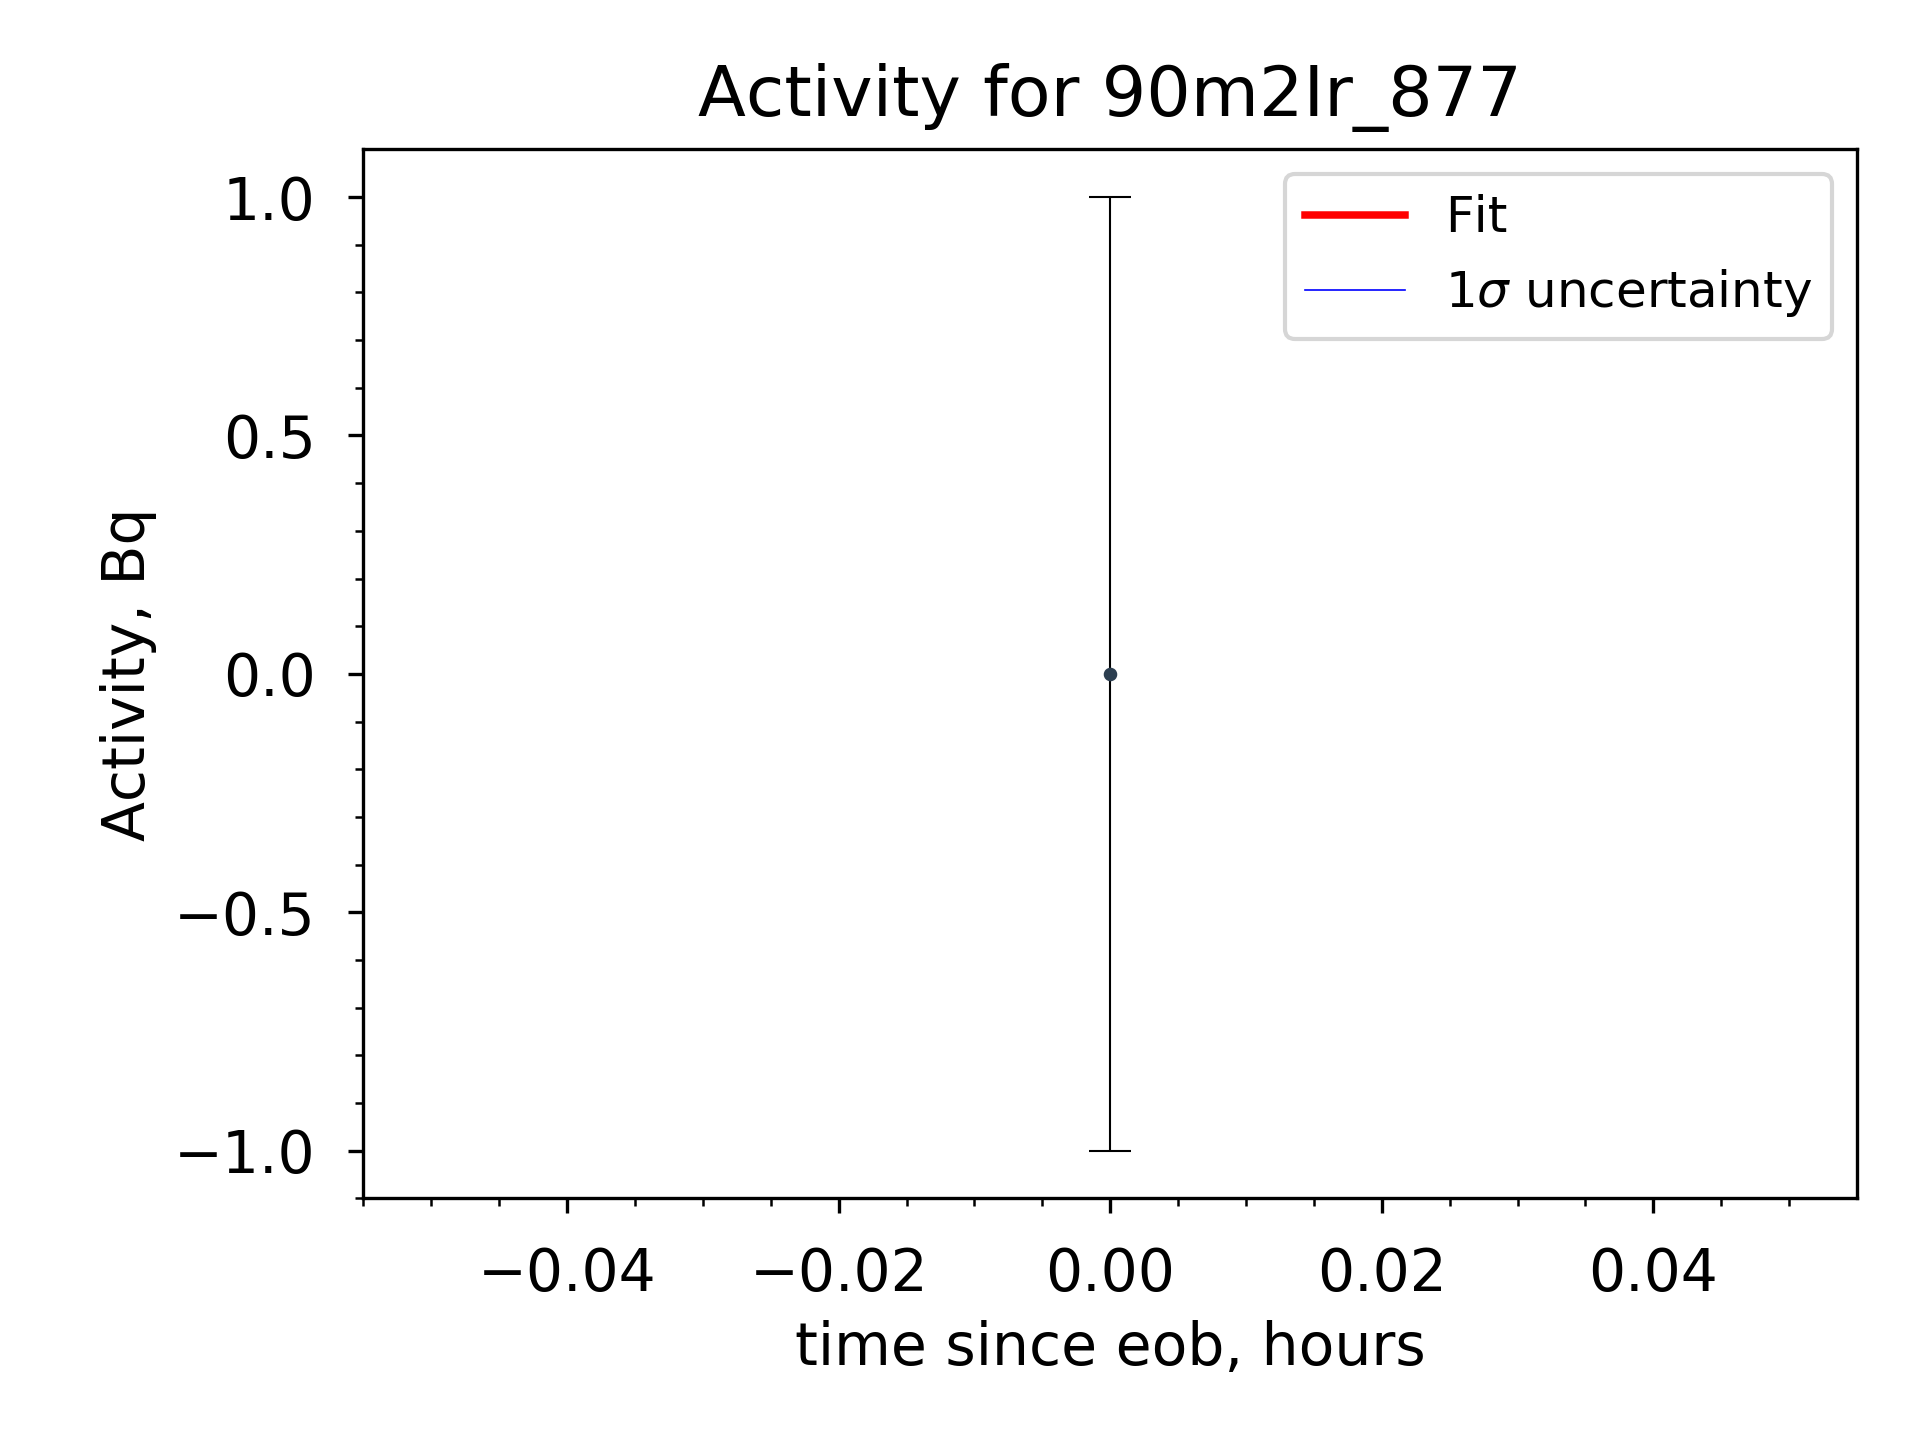 Activity for 90m2Ir_877
Fit
1σ uncertainty
1.0
0.5
0.0
−0.5
−1.0
Activity, Bq
−0.04 −0.02 0.00 0.02 0.04
time since eob, hours